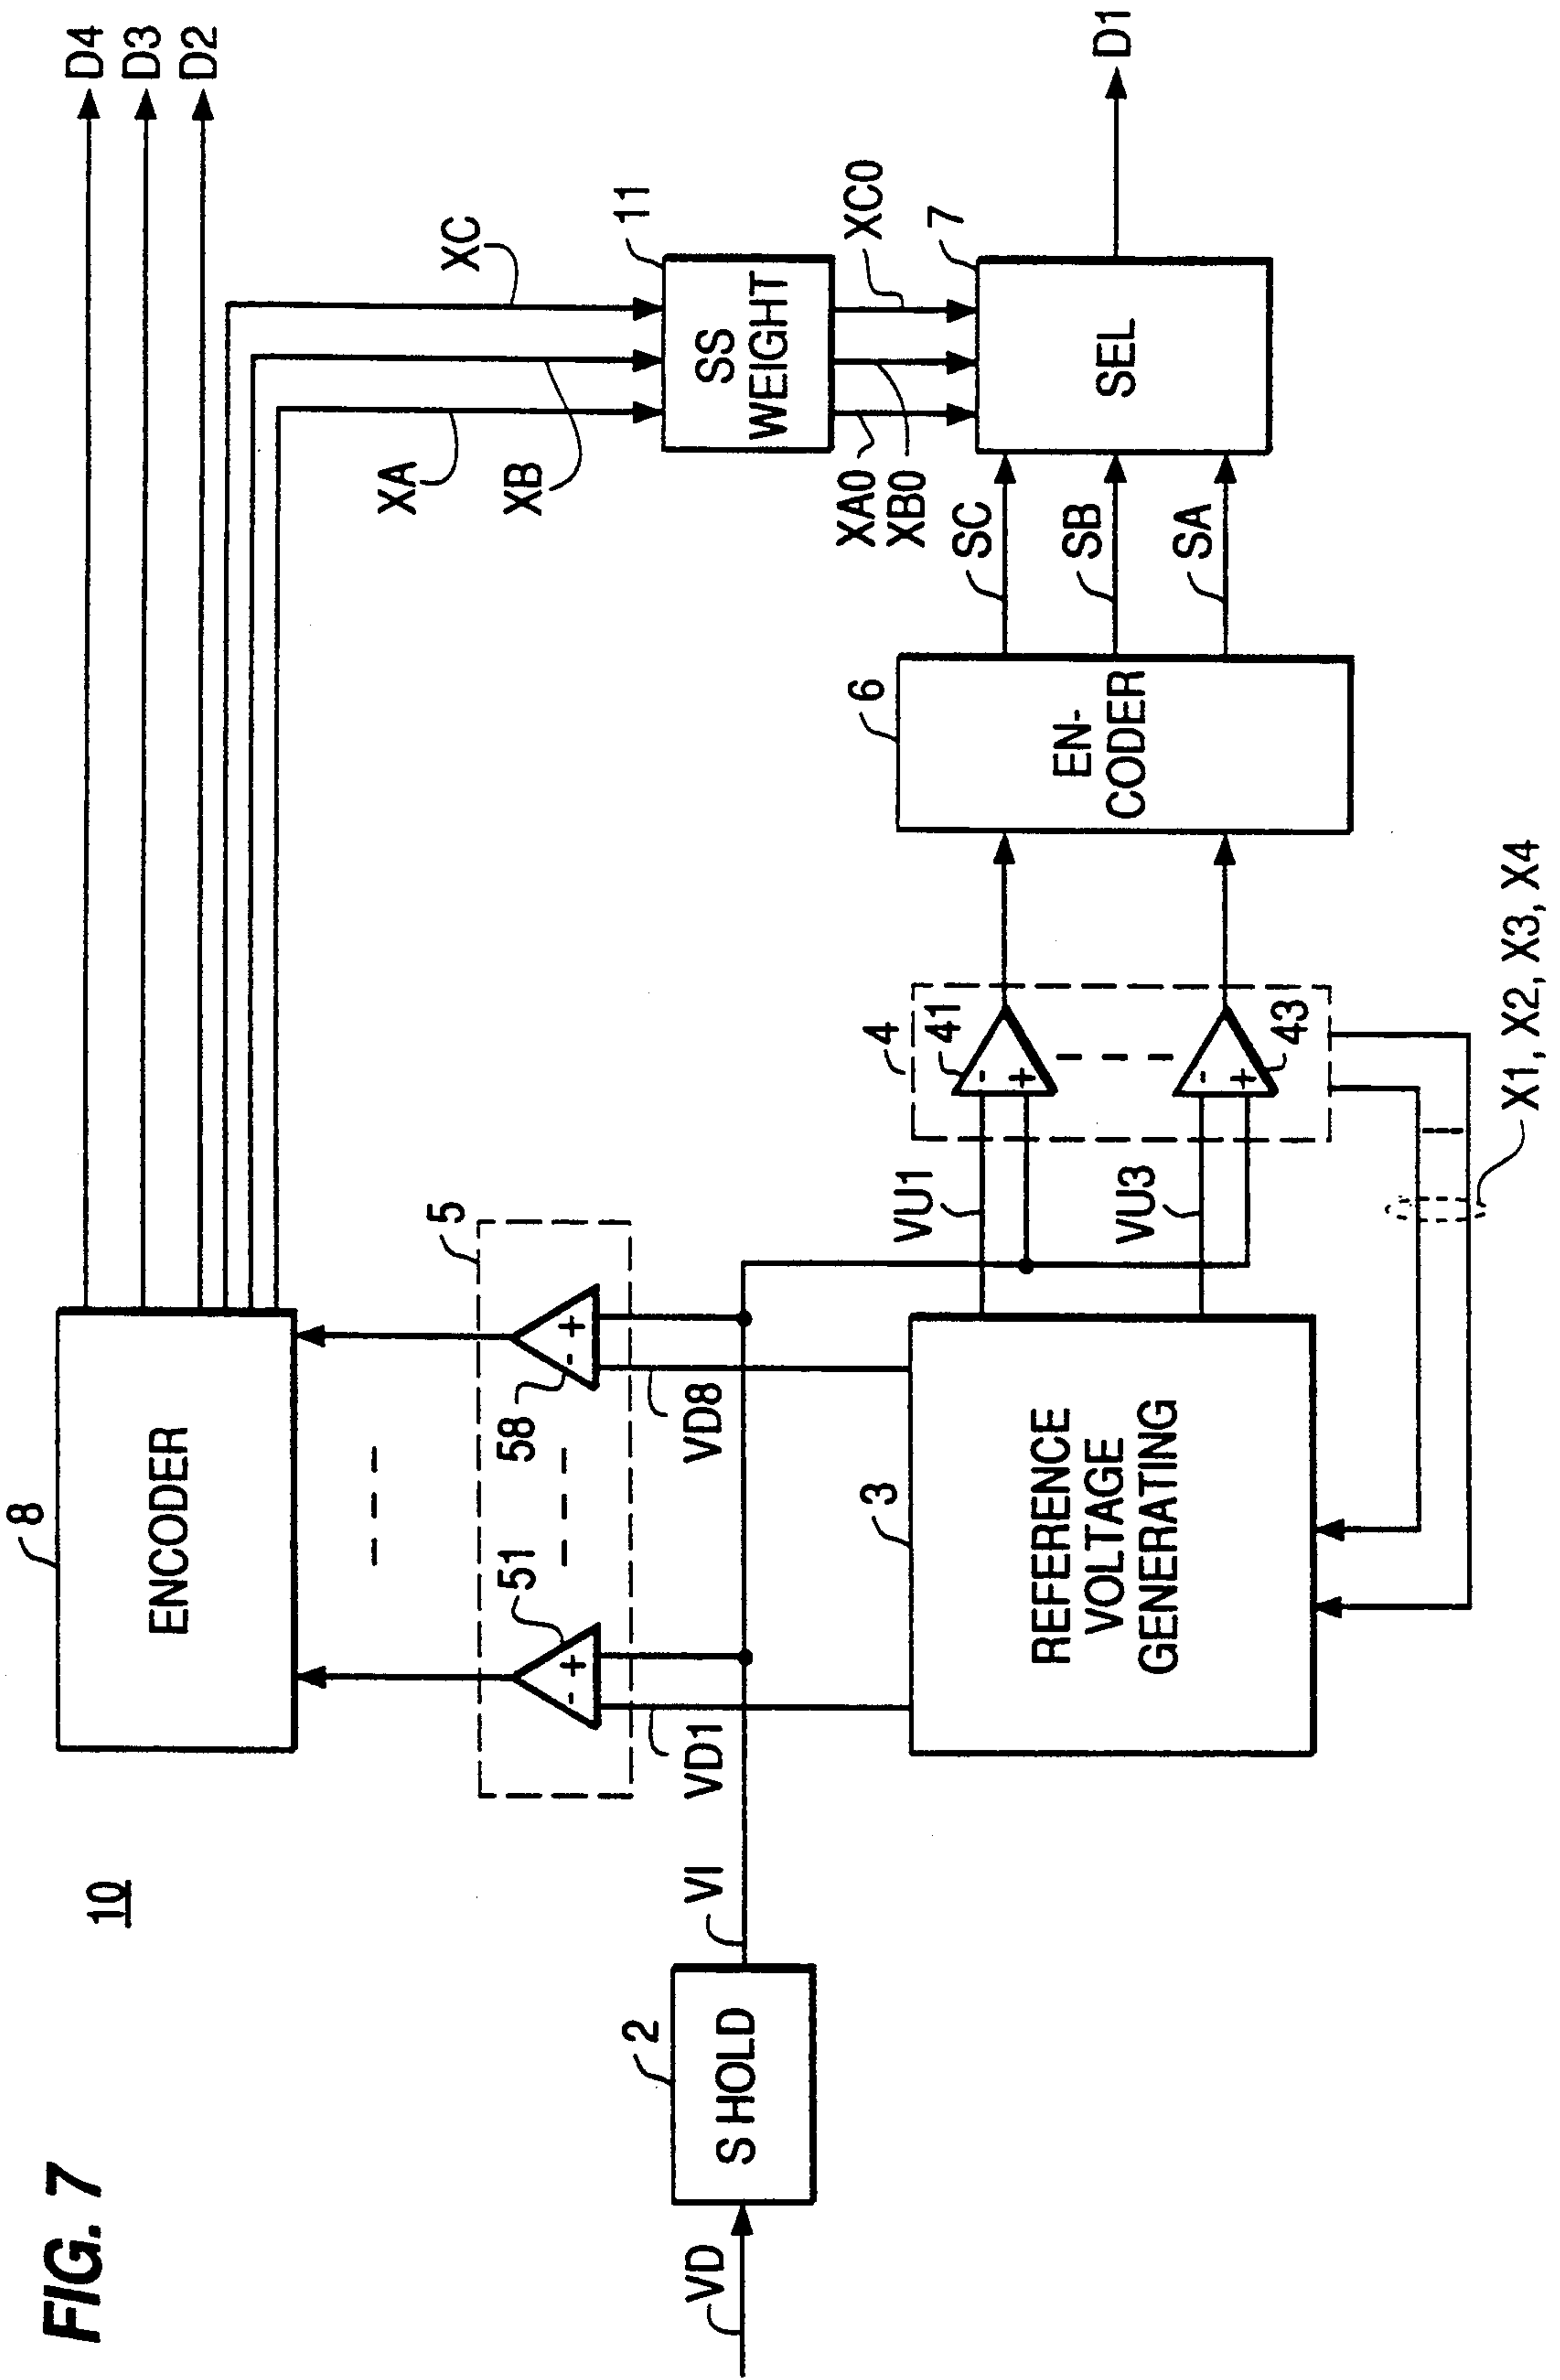 FIG. 7
10
VD
2
S HOLD
VI
8
ENCODER
5
51
58
VD1
VD8
3
REFERENCE
VOLTAGE
GENERATING
VU1
VU3
4
41
43
X1, X2, X3, X4
6
EN-
CODER
SC
SB
SA
XA
XB
XC
11
SS
WEIGHT
XA0
XB0
XC0
7
SEL
D4
D3
D2
D1
- +
- +
- +
- +